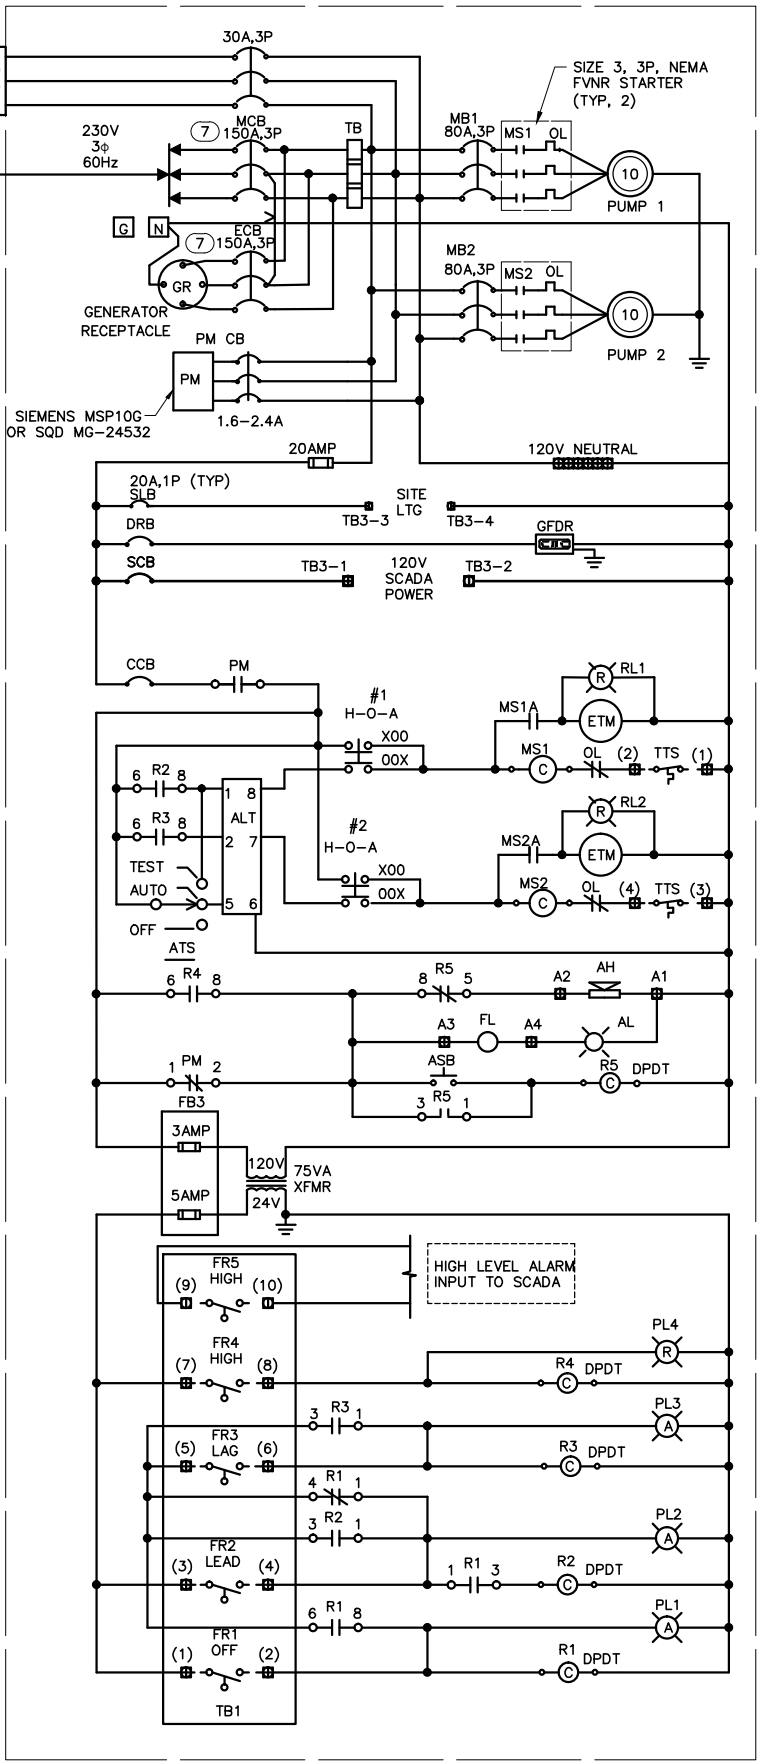 30A,3P
SIZE 3, 3P, NEMA
FVNR STARTER
(TYP, 2)
230V
3ϕ
60Hz
7
MCB
150A,3P
TB
MB1
80A,3P
MS1
OL
10
PUMP 1
G
N
ECB
7
150A,3P
GR
GENERATOR
RECEPTACLE
MB2
80A,3P
MS2
OL
10
PUMP 2
PM CB
PM
1.6-2.4A
SIEMENS MSP10G
OR SQD MG-24532
20AMP
120V NEUTRAL
20A,1P (TYP)
SLB
TB3-3
SITE
LTG
TB3-4
DRB
GFDR
SCB
TB3-1
120V
SCADA
POWER
TB3-2
CCB
PM
#1
H-O-A
XOO
OOX
MS1A
R
RL1
ETM
MS1
C
OL
(2)
TTS
(1)
6
R2
8
6
R3
8
1
8
ALT
2
7
5
6
TEST
AUTO
OFF
ATS
#2
H-O-A
XOO
OOX
MS2A
R
RL2
ETM
MS2
C
OL
(4)
TTS
(3)
6
R4
8
8
R5
5
A2
AH
A1
A3
FL
A4
AL
1
PM
2
ASB
R5
C
DPDT
3
R5
1
FB3
3AMP
5AMP
120V
24V
75VA
XFMR
HIGH LEVEL ALARM
INPUT TO SCADA
(9)
FR5
HIGH
(10)
PL4
R
(7)
FR4
HIGH
(8)
R4
C
DPDT
3
R3
1
PL3
A
(5)
FR3
LAG
(6)
R3
C
DPDT
4
R1
1
3
R2
1
PL2
A
(3)
FR2
LEAD
(4)
1
R1
3
R2
C
DPDT
6
R1
8
PL1
A
(1)
FR1
OFF
(2)
R1
C
DPDT
TB1